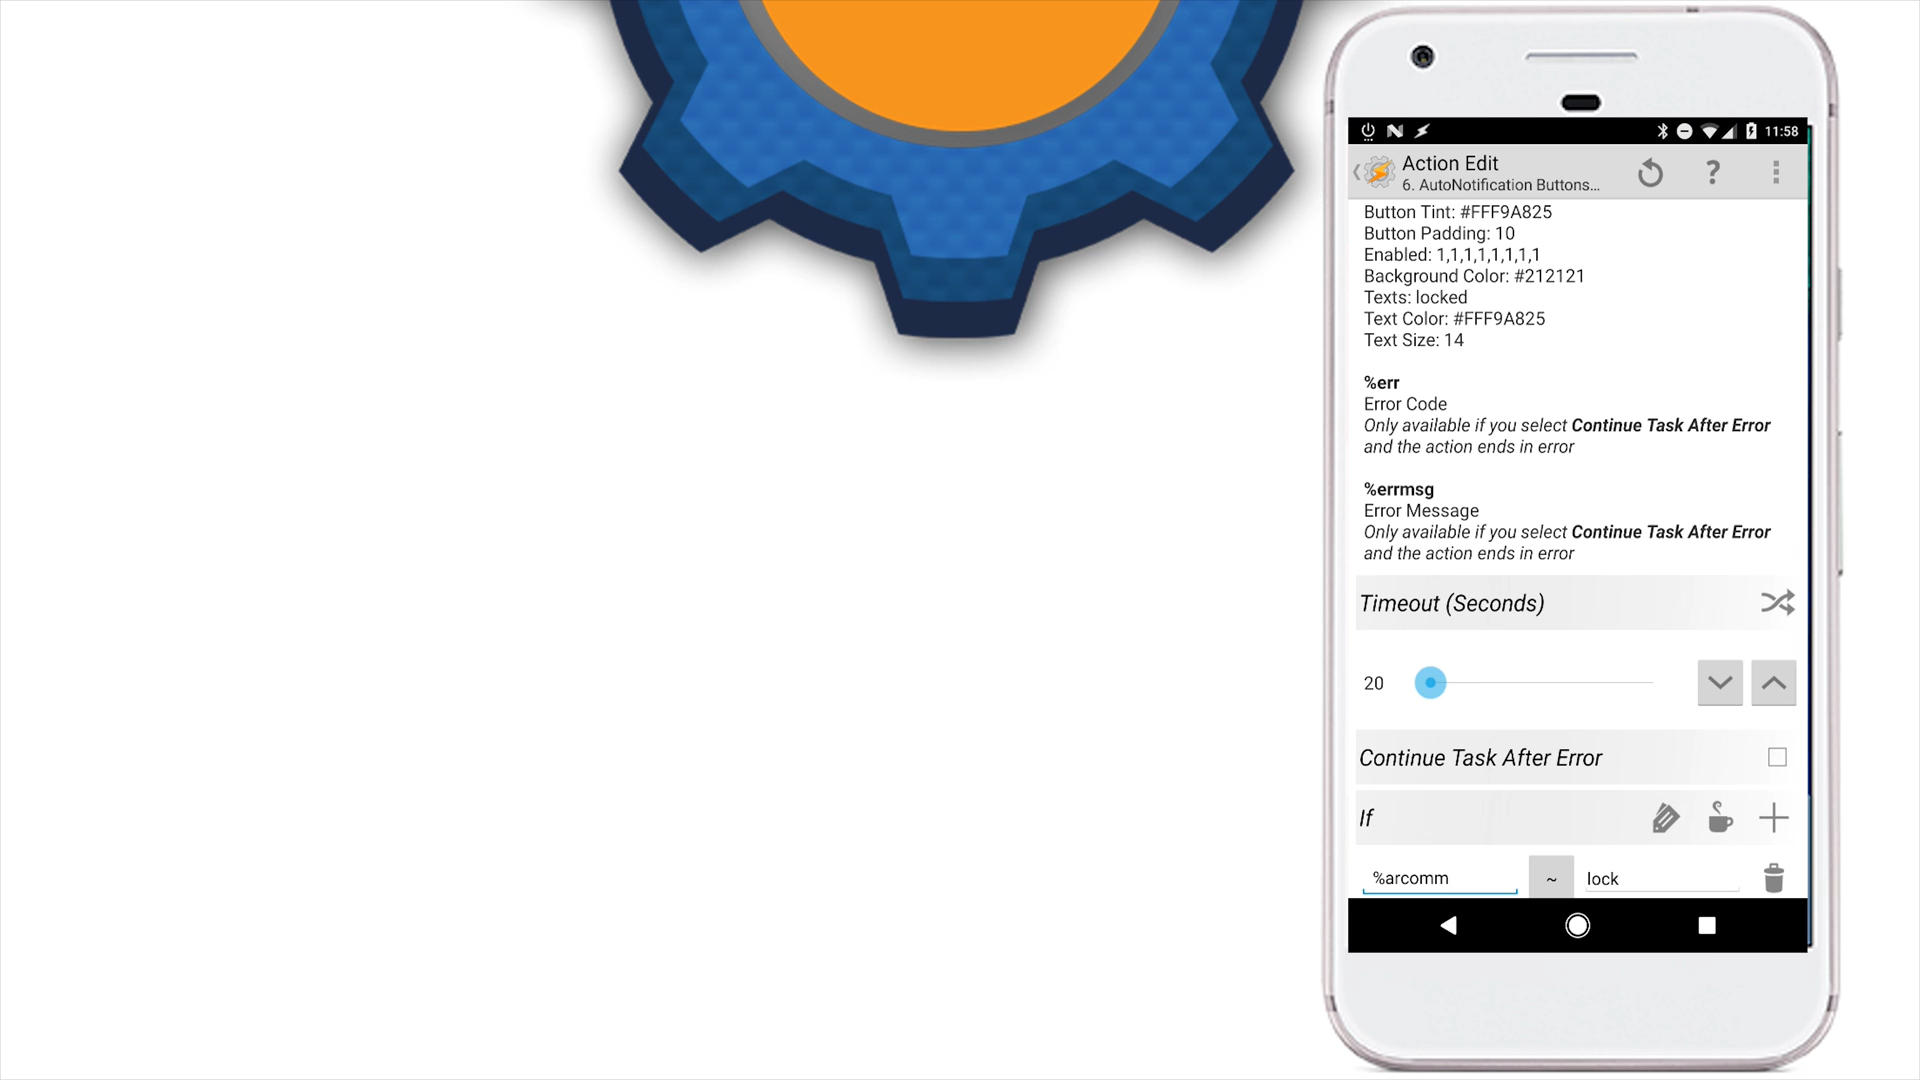 11:58
Action Edit
6. AutoNotification Buttons...
Button Tint: #FFF9A825
Button Padding: 10
Enabled: 1,1,1,1,1,1,1,1
Background Color: #212121
Texts: locked
Text Color: #FFF9A825
Text Size: 14
%err
Error Code
Only available if you select Continue Task After Error
and the action ends in error
%errmsg
Error Message
Only available if you select Continue Task After Error
and the action ends in error
Timeout (Seconds)
20
Continue Task After Error
If
%arcomm ~ lock